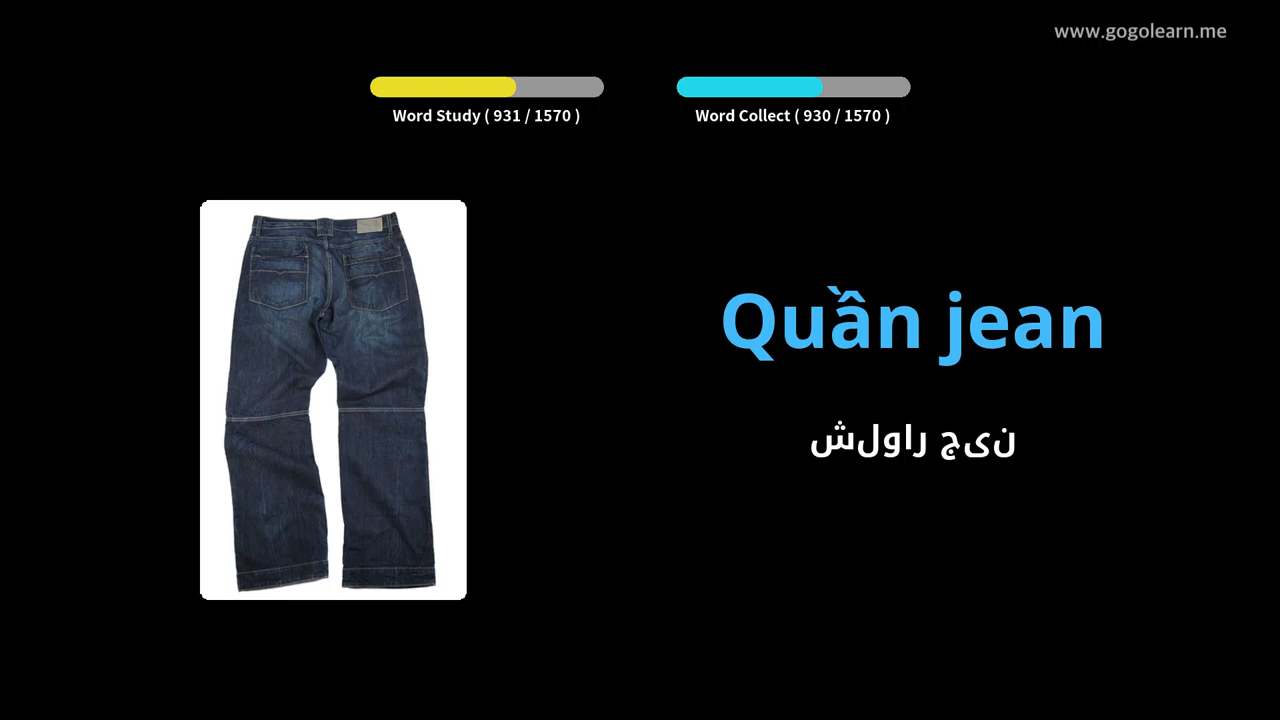 www.gogolearn.me
Word Study ( 931 / 1570 )
Word Collect ( 930 / 1570 )
Quần jean
شلوار جین